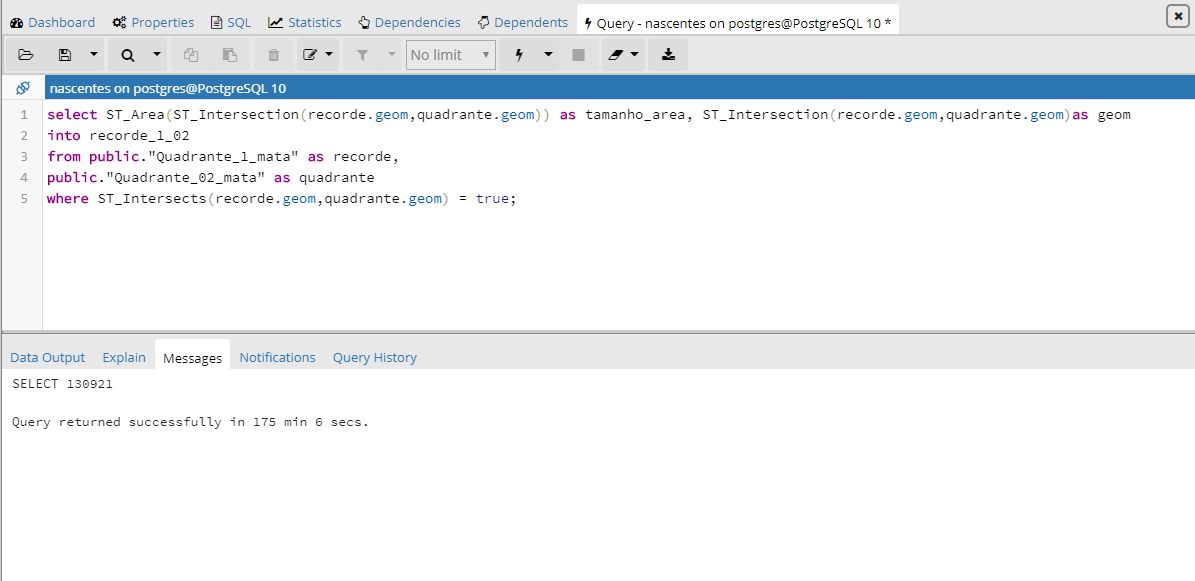 Dashboard Properties SQL Statistics Dependencies Dependents Query - nascentes on postgres@PostgreSQL 10 *
No limit
nascentes on postgres@PostgreSQL 10
1 select ST_Area(ST_Intersection(recorde.geom,quadrante.geom)) as tamanho_area, ST_Intersection(recorde.geom,quadrante.geom)as geom
2 into recorde_1_02
3 from public."Quadrante_1_mata" as recorde,
4 public."Quadrante_02_mata" as quadrante
5 where ST_Intersects(recorde.geom,quadrante.geom) = true;
Data Output Explain Messages Notifications Query History
SELECT 130921
Query returned successfully in 175 min 6 secs.